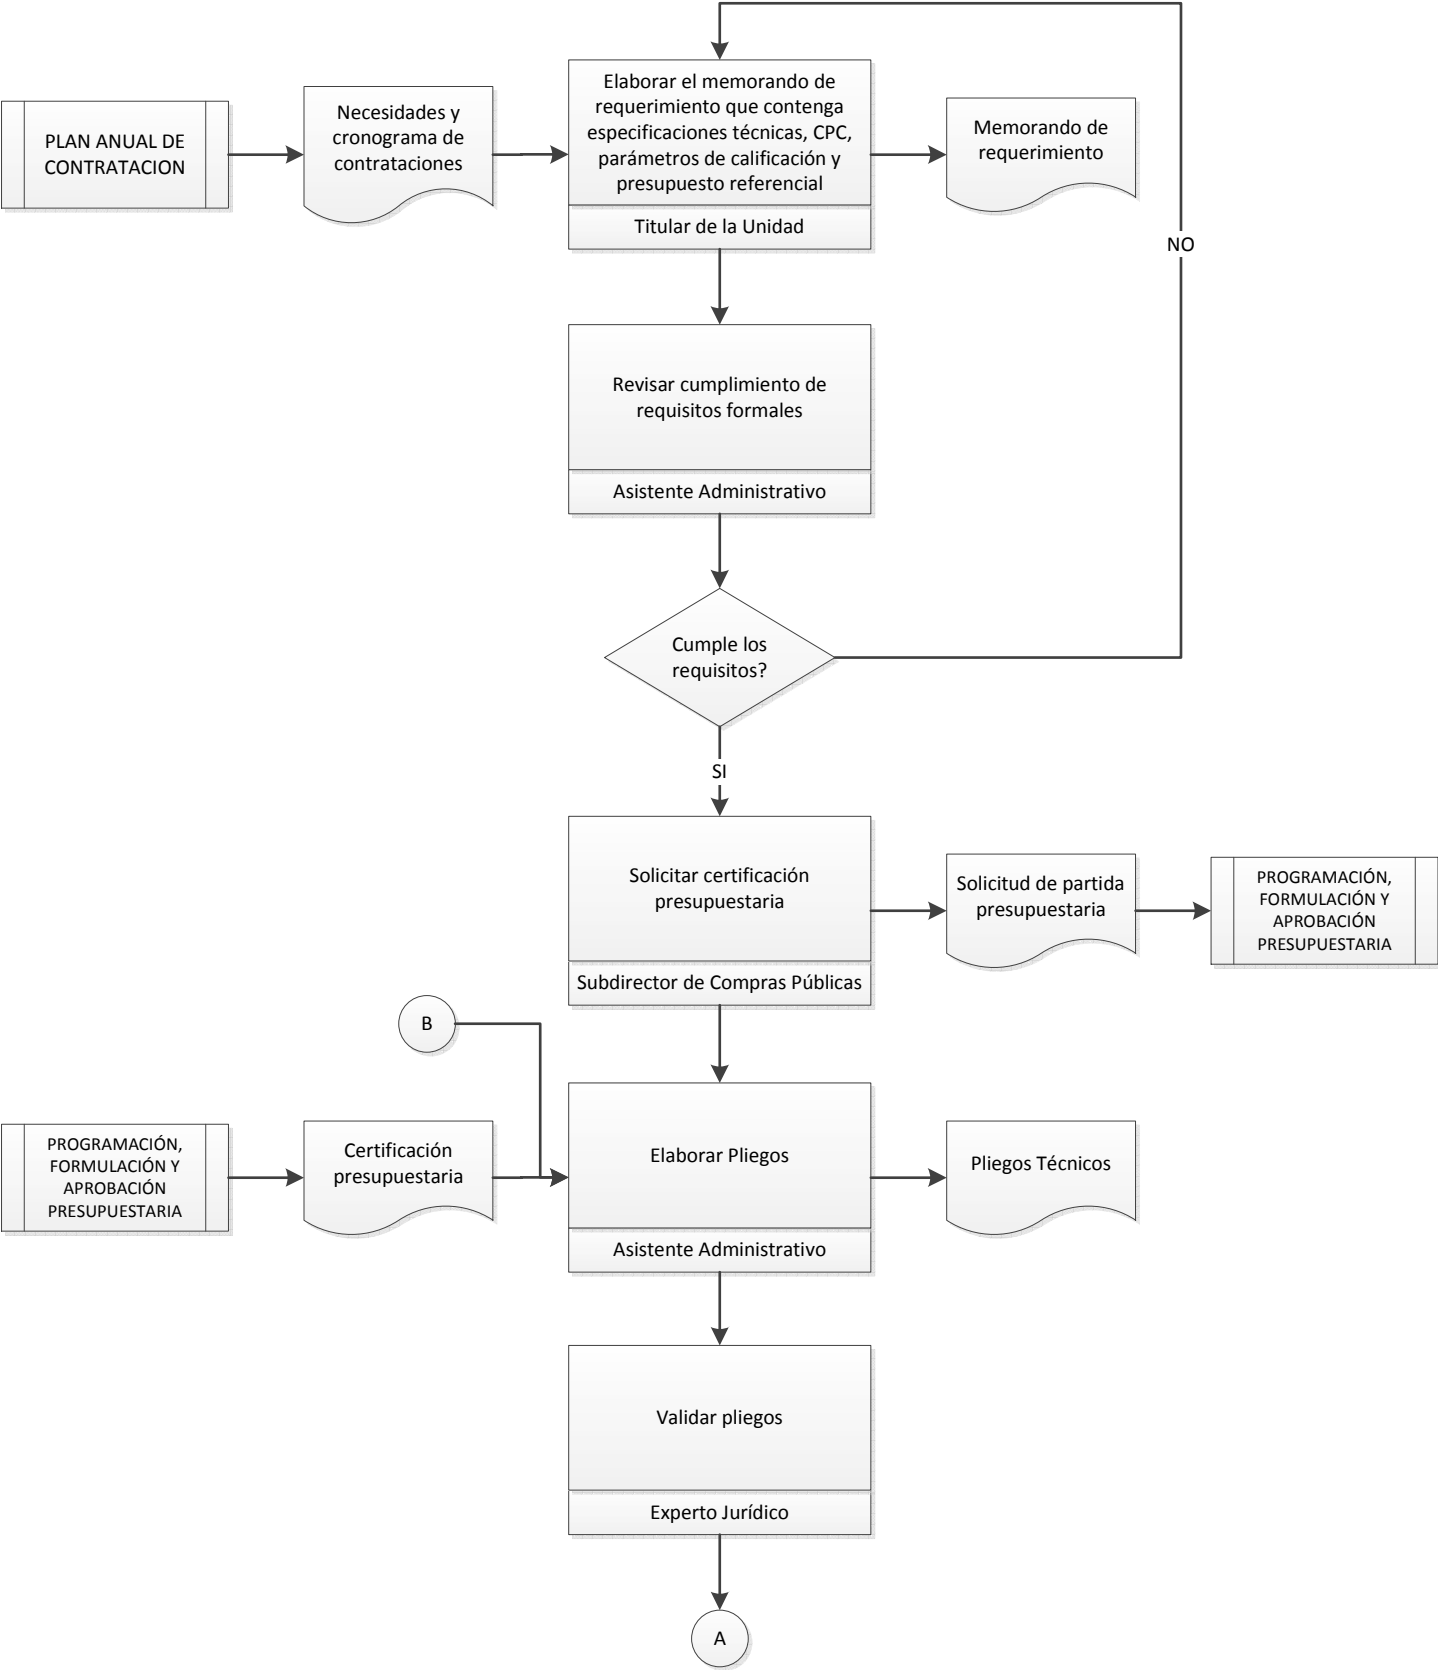 PLAN ANUAL DE
CONTRATACION
Necesidades y
cronograma de
contrataciones
Elaborar el memorando de
requerimiento que contenga
especificaciones técnicas, CPC,
parámetros de calificación y
presupuesto referencial
Titular de la Unidad
Memorando de
requerimiento
NO
Revisar cumplimiento de
requisitos formales
Asistente Administrativo
Cumple los
requisitos?
SI
Solicitar certificación
presupuestaria
Subdirector de Compras Públicas
Solicitud de partida
presupuestaria
PROGRAMACIÓN,
FORMULACIÓN Y
APROBACIÓN
PRESUPUESTARIA
B
PROGRAMACIÓN,
FORMULACIÓN Y
APROBACIÓN
PRESUPUESTARIA
Certificación
presupuestaria
Elaborar Pliegos
Asistente Administrativo
Pliegos Técnicos
Validar pliegos
Experto Jurídico
A